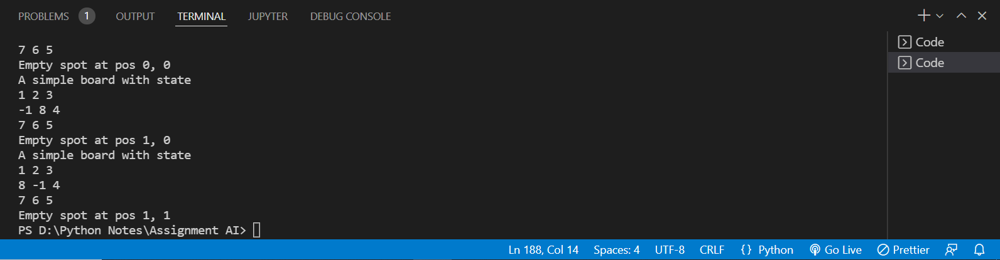 PROBLEMS 1 OUTPUT TERMINAL JUPYTER DEBUG CONSOLE
7 6 5
Empty spot at pos 0, 0
A simple board with state
1 2 3
-1 8 4
7 6 5
Empty spot at pos 1, 0
A simple board with state
1 2 3
8 -1 4
7 6 5
Empty spot at pos 1, 1
PS D:\Python Notes\Assignment AI>
Code
Code
Ln 188, Col 14 Spaces: 4 UTF-8 CRLF {} Python Go Live Prettier